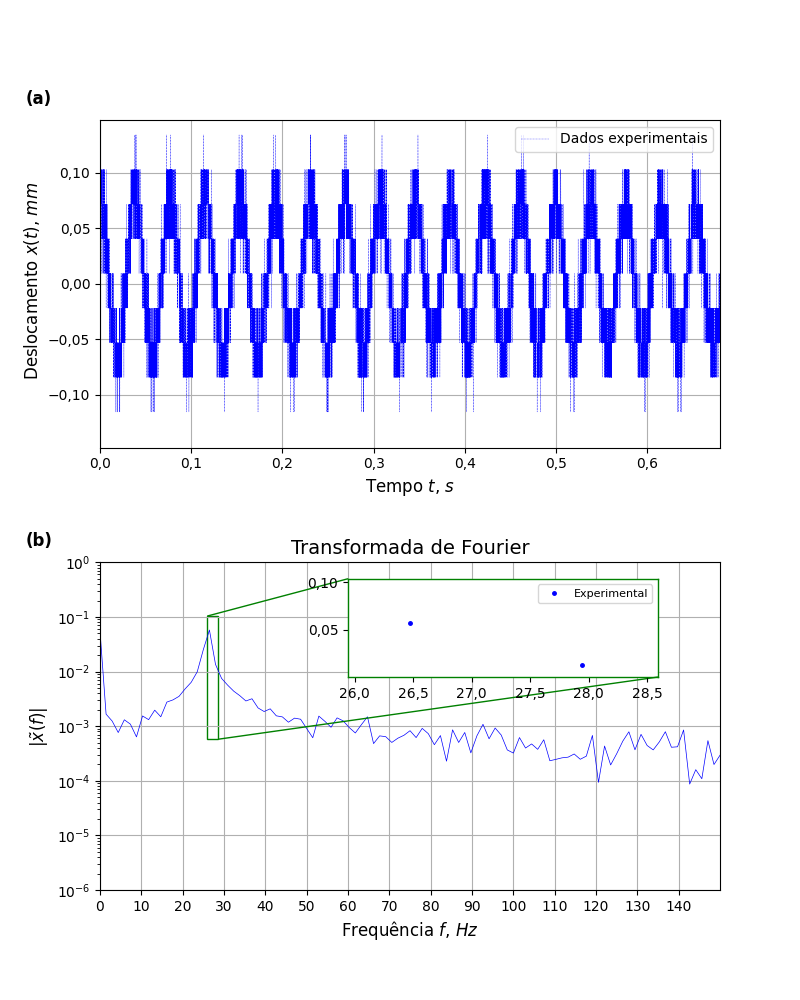 (a)
Dados experimentais
Deslocamento x(t), mm
0,10
0,05
0,00
−0,05
−0,10
0,0 0,1 0,2 0,3 0,4 0,5 0,6
Tempo t, s
(b)
Transformada de Fourier
|x̃(f)|
10⁰
10⁻¹
10⁻²
10⁻³
10⁻⁴
10⁻⁵
10⁻⁶
0,10
0,05
Experimental
26,0 26,5 27,0 27,5 28,0 28,5
0 10 20 30 40 50 60 70 80 90 100 110 120 130 140
Frequência f, Hz